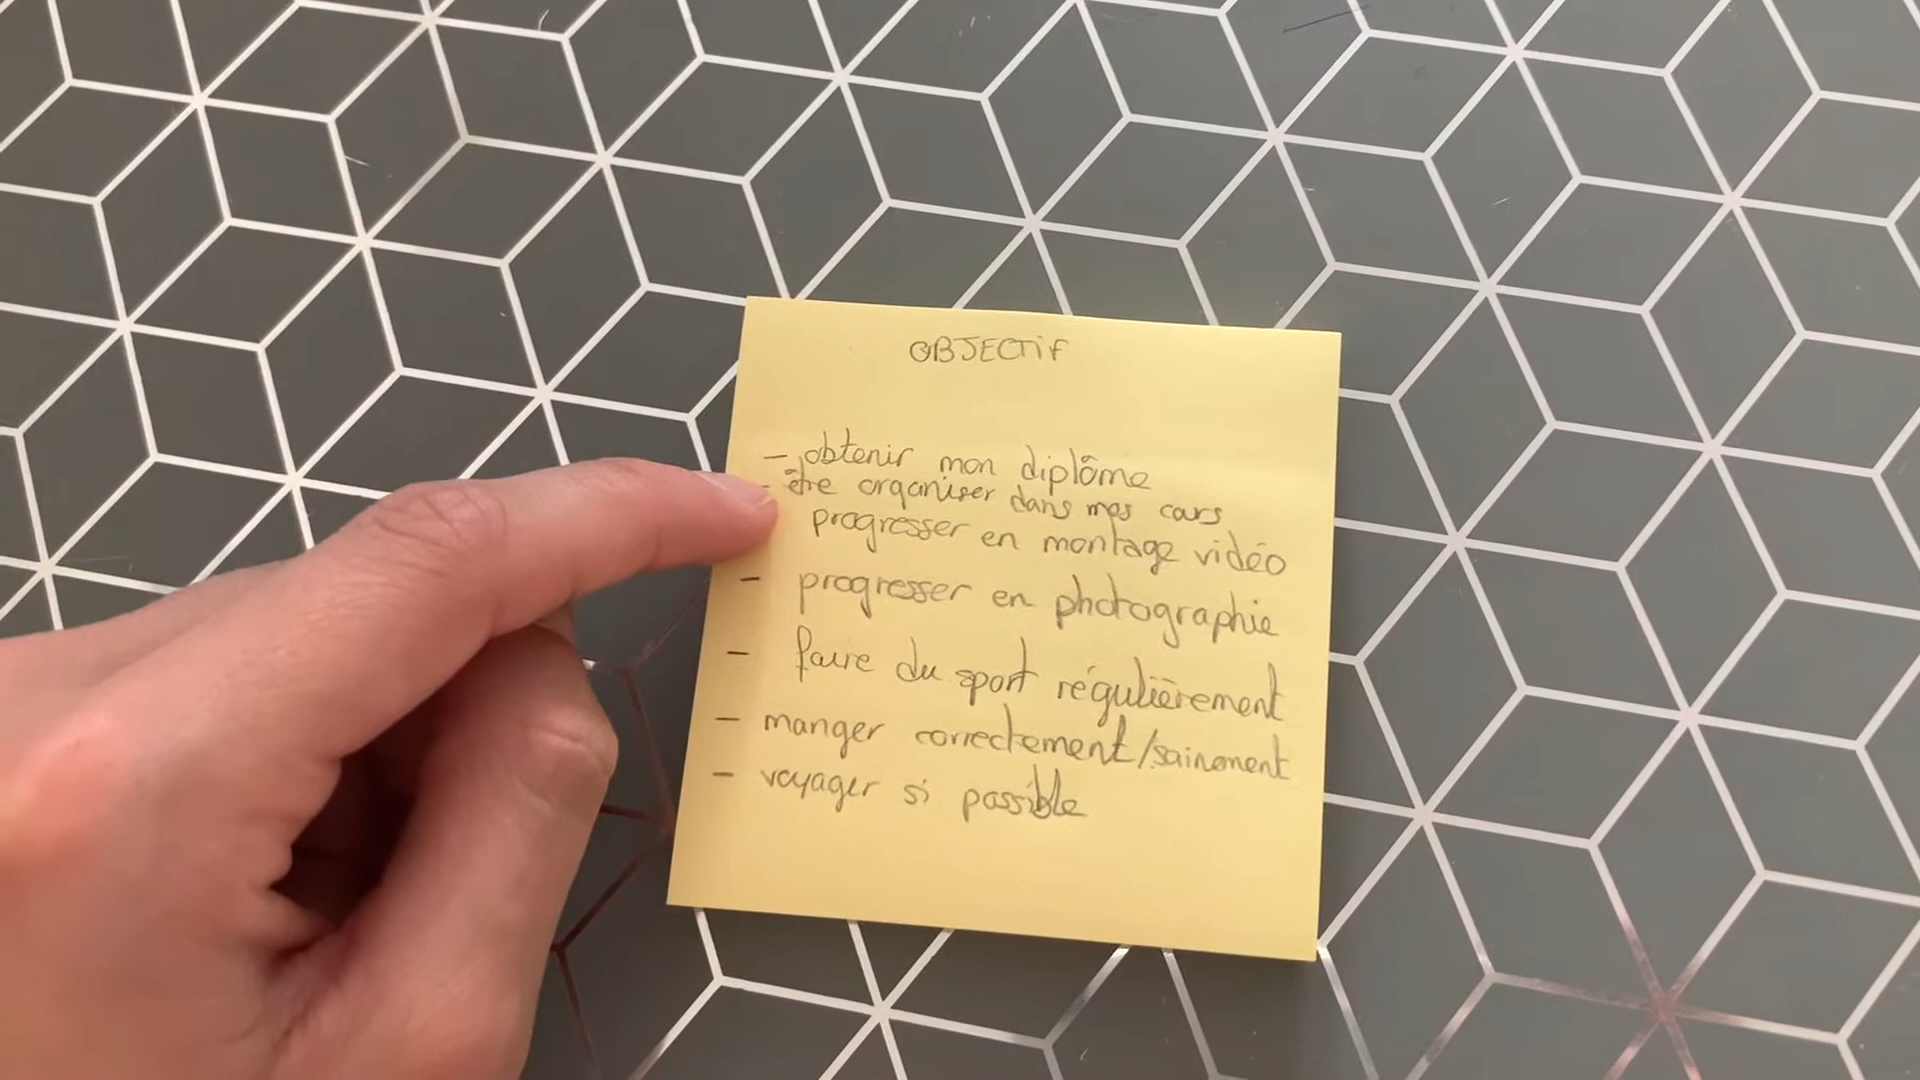 OBJECTif
- obtenir mon diplôme
- être organiser dans mes cours
progresser en montage vidéo
- progresser en photographie
- faire du sport régulièrement
- manger correctement/sainement
- voyager si possible